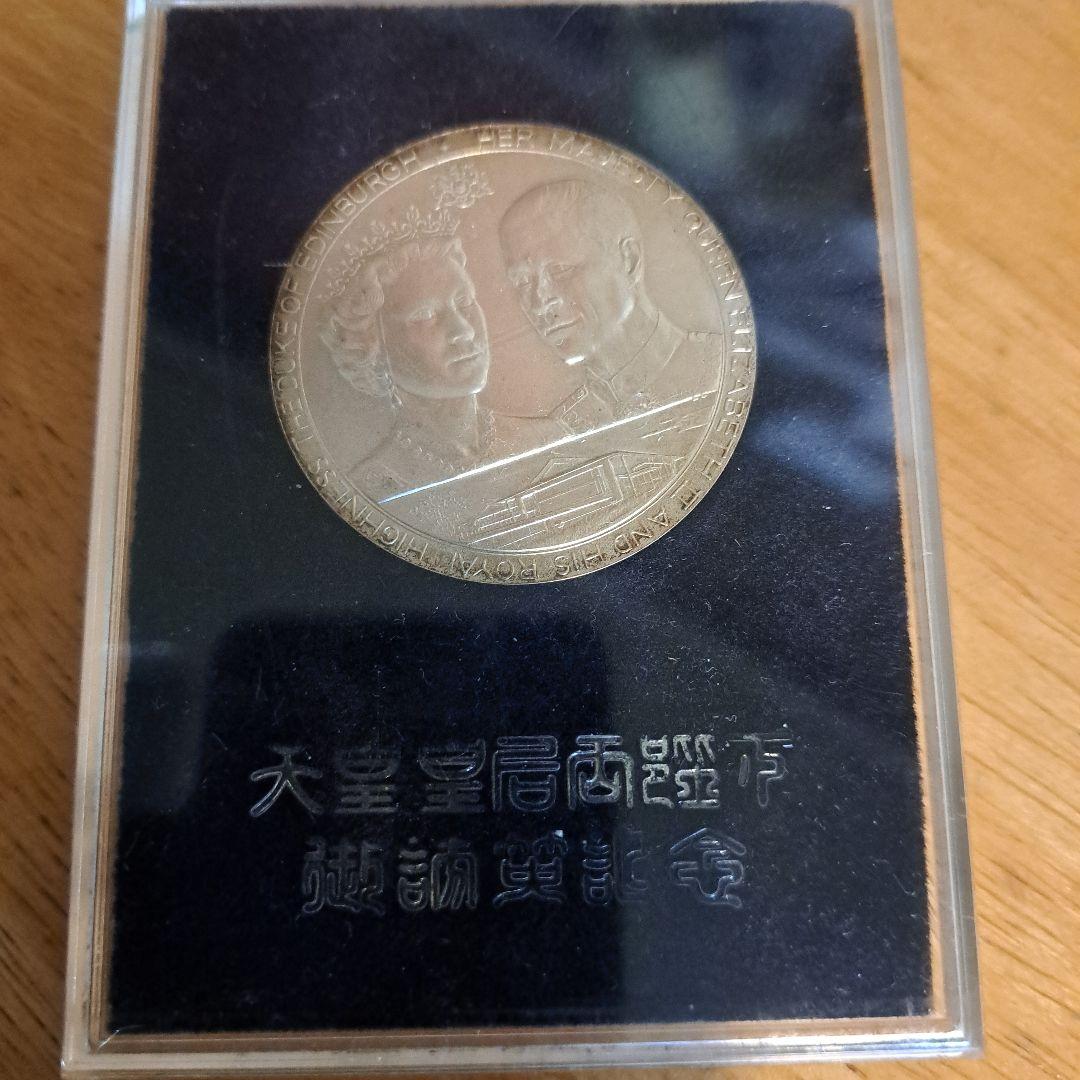 HER MAJESTY QUEEN ELIZABETH II AND HIS ROYAL HIGHNESS THE DUKE OF EDINBURGH
天皇皇后両陛下
御訪英記念